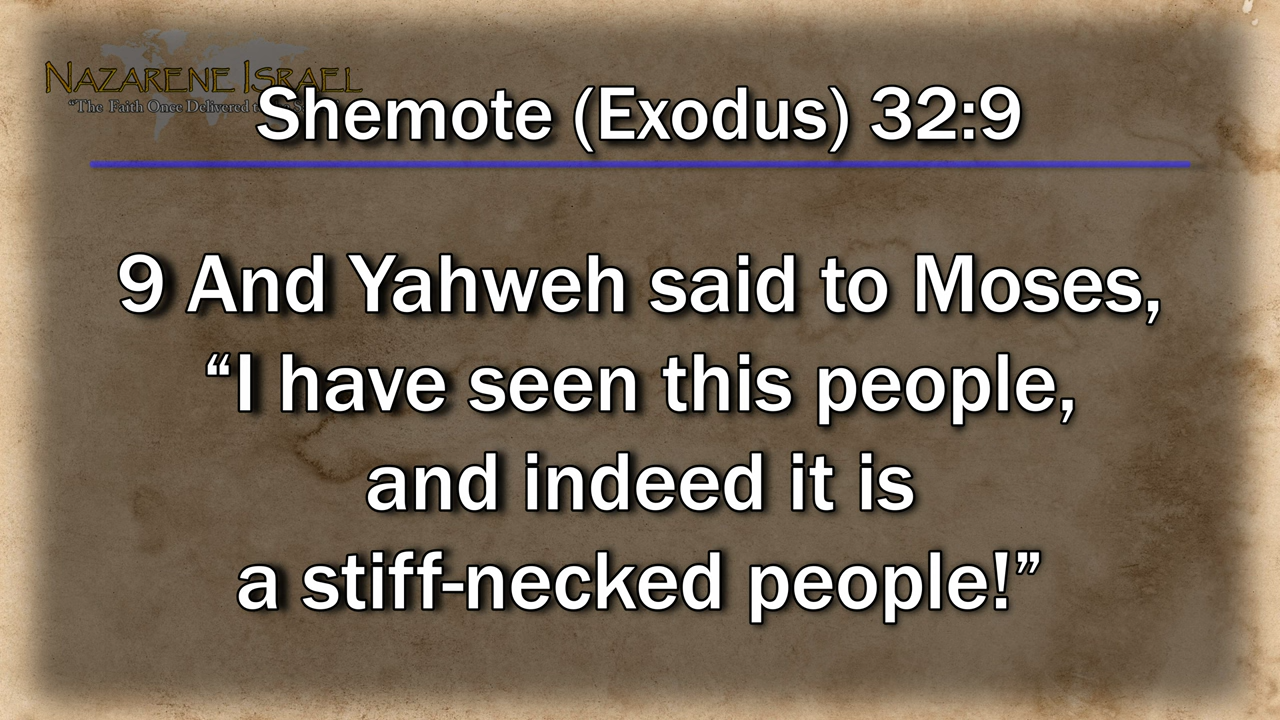 NAZARENE ISRAEL
"The Faith Once Delivered
Shemote (Exodus) 32:9
9 And Yahweh said to Moses,
“I have seen this people,
and indeed it is
a stiff-necked people!”